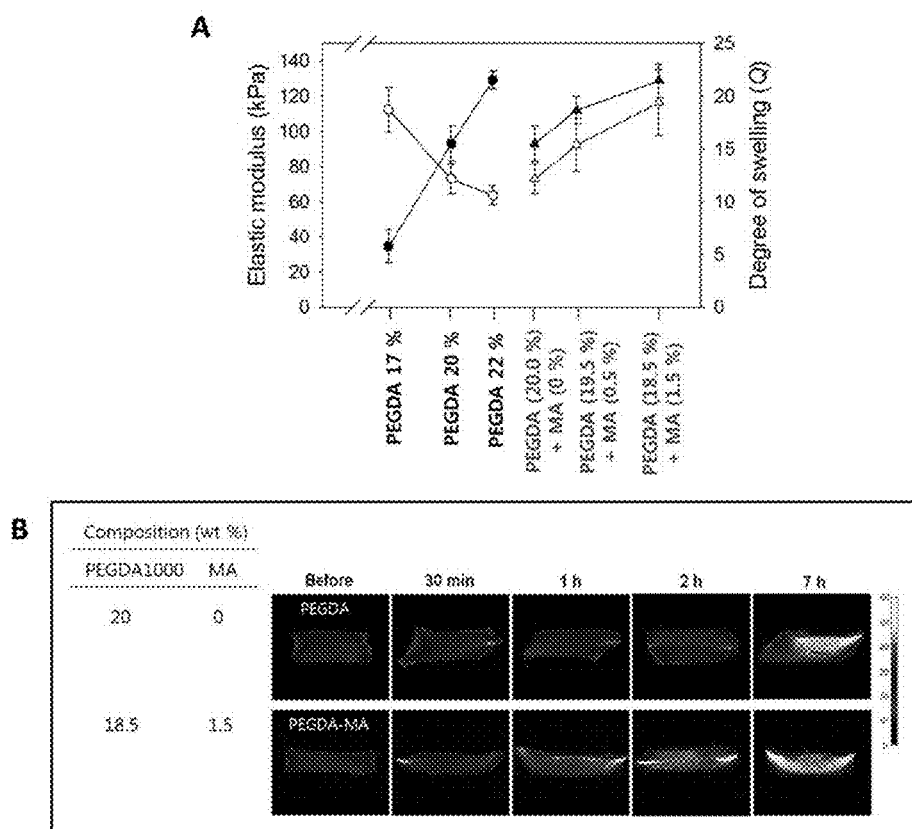 A
Elastic modulus (kPa)
140
120
100
80
60
40
20
0
25
20
15
10
5
0
Degree of swelling (Q)
PEGDA 17 %
PEGDA 20 %
PEGDA 22 %
PEGDA (20.0 %)
+ MA (0 %)
PEGDA (19.5 %)
+ MA (0.5 %)
PEGDA (18.5 %)
+ MA (1.5 %)
B
Composition (wt %)
PEGDA1000 MA
Before 30 min 1 h 2 h 7 h
20 0
PEGDA
18.5 1.5
PEGDA-MA